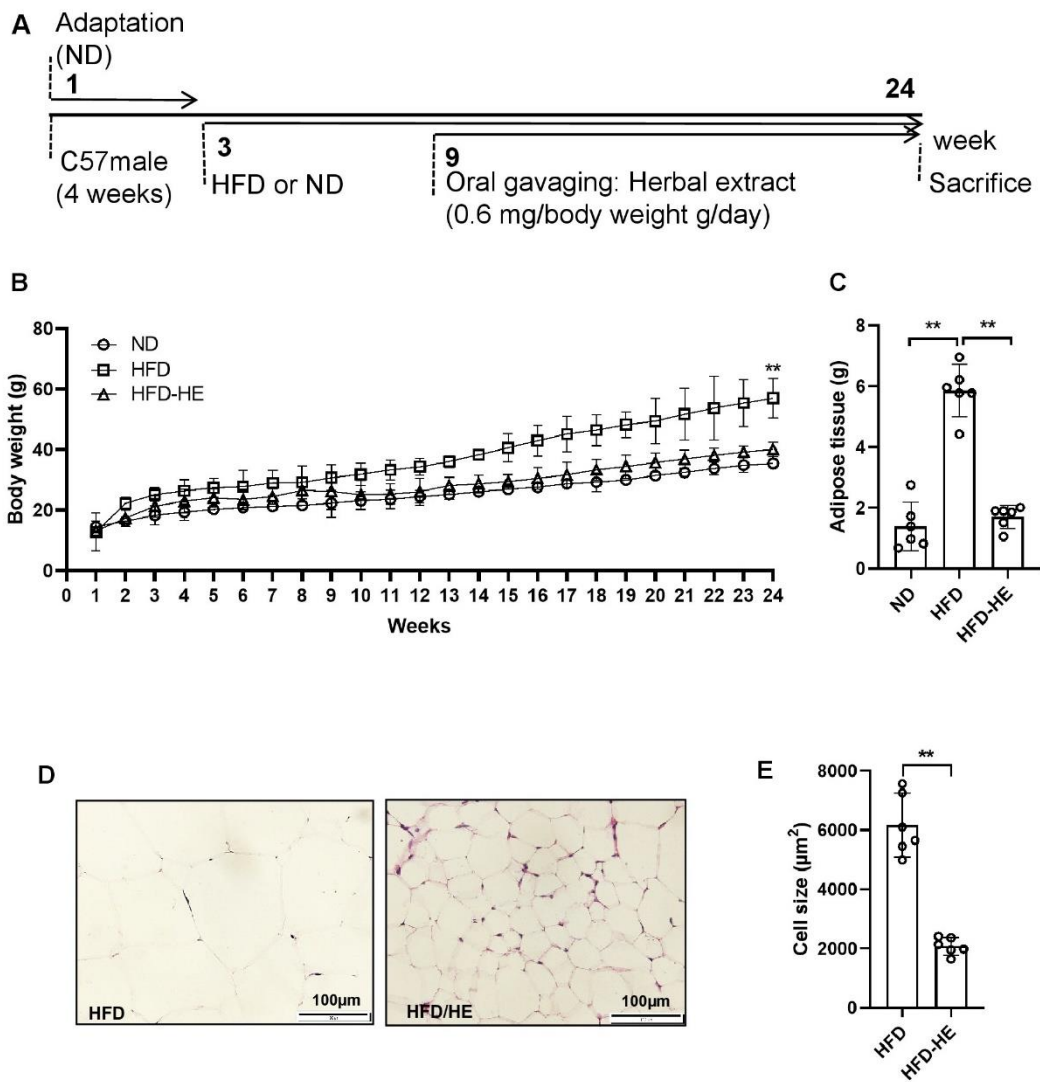 A
Adaptation
(ND)
1
24
C57male
(4 weeks)
3
HFD or ND
9
Oral gavaging: Herbal extract
(0.6 mg/body weight g/day)
week
Sacrifice
B
80
60
40
20
0
Body weight (g)
ND
HFD
HFD-HE
**
0 1 2 3 4 5 6 7 8 9 10 11 12 13 14 15 16 17 18 19 20 21 22 23 24
Weeks
C
8
6
4
2
0
Adipose tissue (g)
** **
ND HFD HFD-HE
D
HFD
100µm
HFD/HE
100µm
E
8000
6000
4000
2000
0
Cell size (µm²)
**
HFD HFD-HE